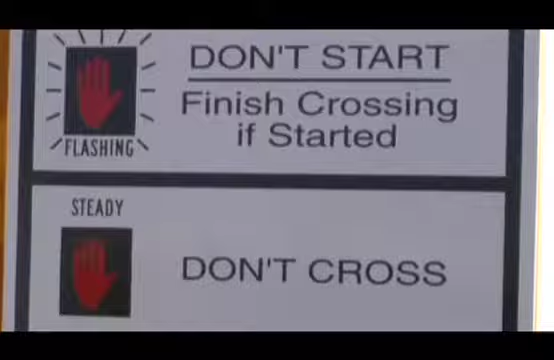 DON'T START
Finish Crossing
if Started
FLASHING
STEADY
DON'T CROSS